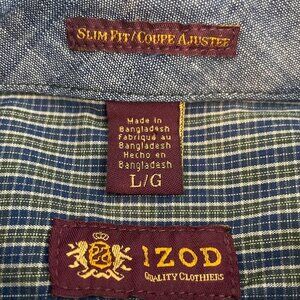 SLIM FIT/COUPE AJUSTÉE
Made in
Bangladesh
Fabriqué au
Bangladesh
Hecho en
Bangladesh
L/G
IZOD
QUALITY CLOTHIERS